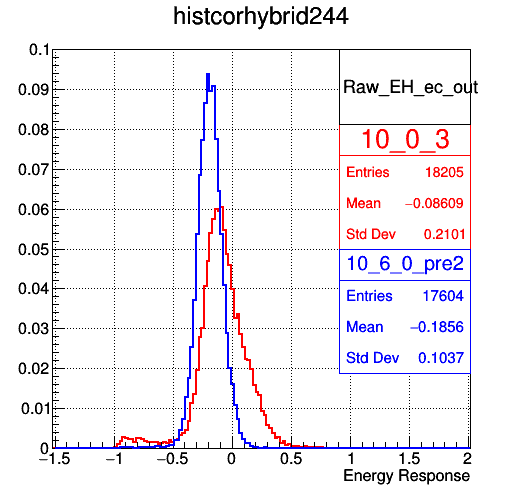 histcorhybrid244
0.1
0.09
0.08
0.07
0.06
0.05
0.04
0.03
0.02
0.01
0
−1.5 −1 −0.5 0 0.5 1 1.5 2
Energy Response
Raw_EH_ec_out
10_0_3
Entries 18205
Mean −0.08609
Std Dev 0.2101
10_6_0_pre2
Entries 17604
Mean −0.1856
Std Dev 0.1037